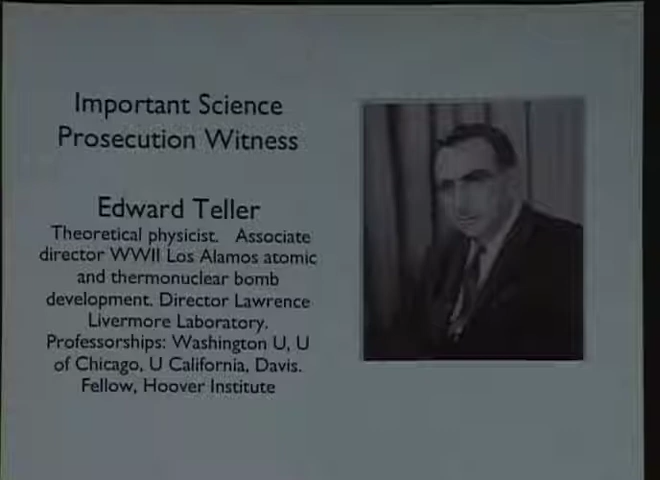 Important Science
Prosecution Witness
Edward Teller
Theoretical physicist. Associate
director WWII Los Alamos atomic
and thermonuclear bomb
development. Director Lawrence
Livermore Laboratory.
Professorships: Washington U, U
of Chicago, U California, Davis.
Fellow, Hoover Institute